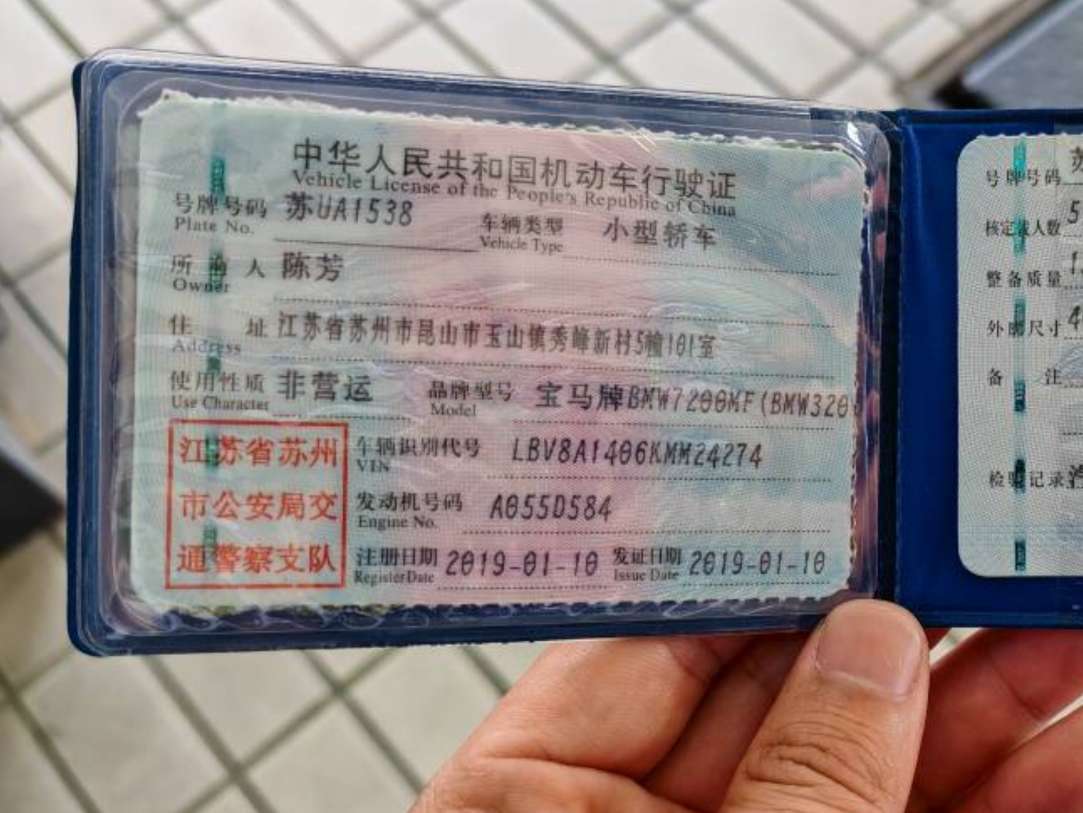 中华人民共和国机动车行驶证
Vehicle License of the People's Republic of China
号牌号码 苏UA1538 车辆类型 小型轿车
Plate No. Vehicle Type
所有人 陈芳
Owner
住址 江苏省苏州市昆山市玉山镇秀峰新村5幢101室
Address
使用性质 非营运 品牌型号 宝马牌BMW7200MF(BMW320
Use Character Model
江苏省苏州
市公安局交
通警察支队
车辆识别代号 LBV8A1406KMM24274
VIN
发动机号码 A055D584
Engine No.
注册日期 2019-01-10 发证日期 2019-01-10
Register Date Issue Date
号牌号码 苏
核定载人数 5
整备质量 1
外廓尺寸 4
备注
检验记录